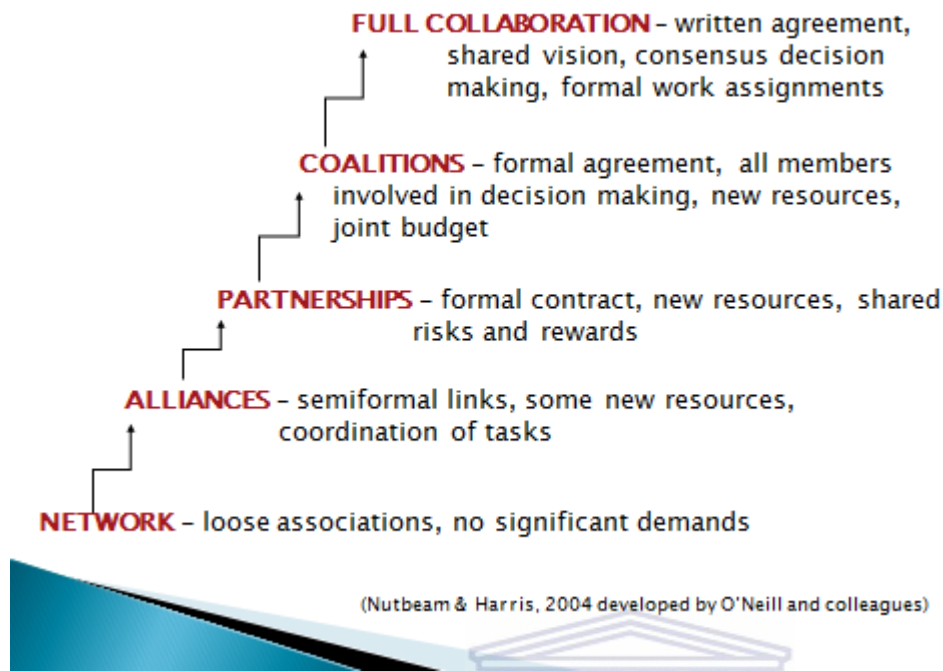 FULL COLLABORATION – written agreement,
shared vision, consensus decision
making, formal work assignments
COALITIONS – formal agreement, all members
involved in decision making, new resources,
joint budget
PARTNERSHIPS – formal contract, new resources, shared
risks and rewards
ALLIANCES – semiformal links, some new resources,
coordination of tasks
NETWORK – loose associations, no significant demands
(Nutbeam & Harris, 2004 developed by O'Neill and colleagues)